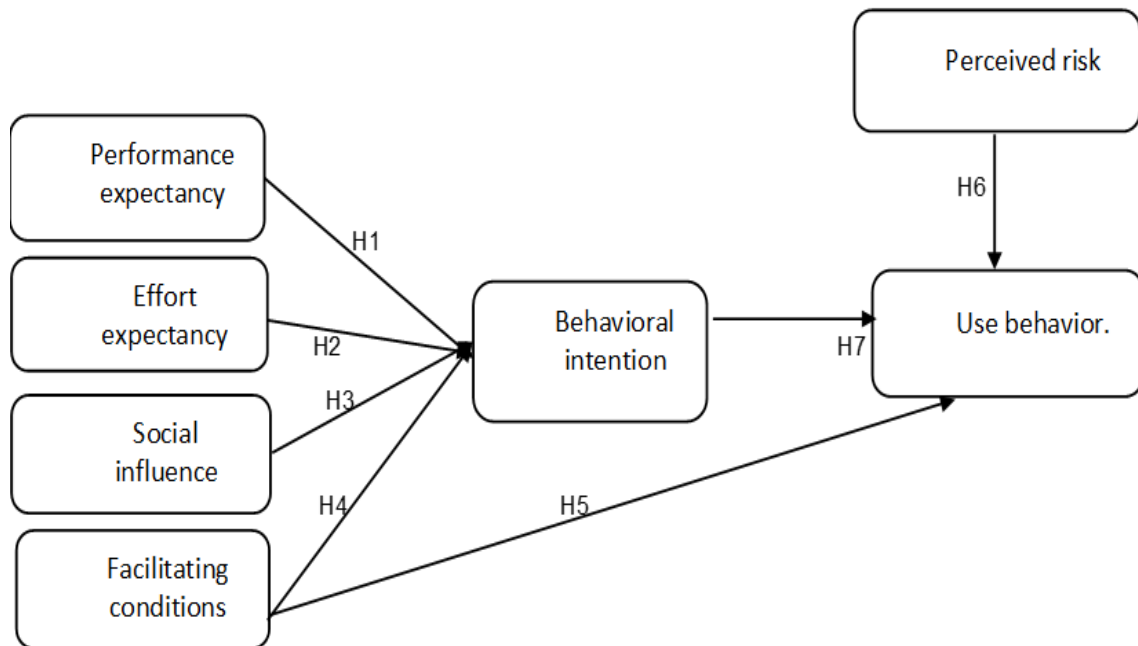 Perceived risk
Performance
expectancy
H6
H1
Effort
expectancy
Behavioral
intention
Use behavior.
H2
H7
H3
Social
influence
H4
H5
Facilitating
conditions